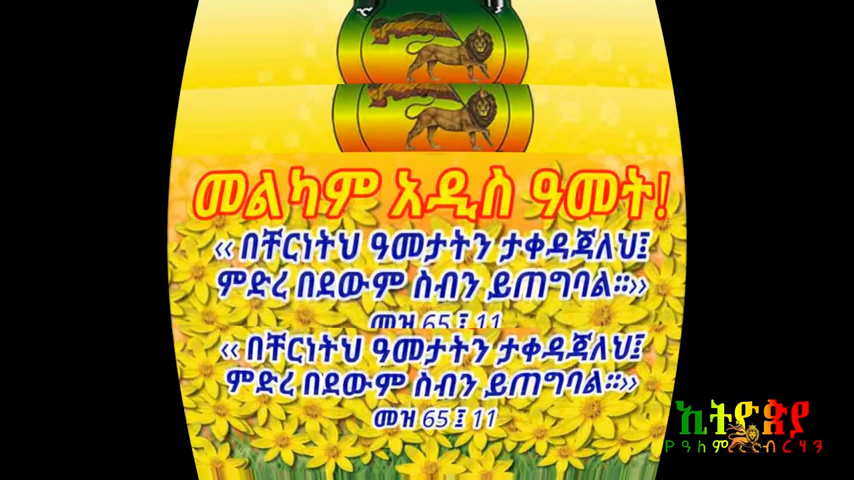 መልካም አዲስ ዓመት!
‹‹ በቸርነትህ ዓመታትን ታቀዳጃለህ፤
ምድረ በደውም ስብን ይጠግባል።››
መዝ 65 ፤ 11
‹‹ በቸርነትህ ዓመታትን ታቀዳጃለህ፤
ምድረ በደውም ስብን ይጠግባል።››
መዝ 65 ፤ 11
ኢትዮጵያ
የዓለም ብርሃን